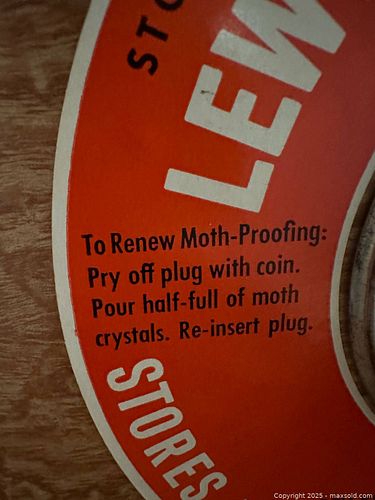 STO
LEW
To Renew Moth-Proofing:
Pry off plug with coin.
Pour half-full of moth
crystals. Re-insert plug.
STORES
Copyright 2025 - maxsold.com